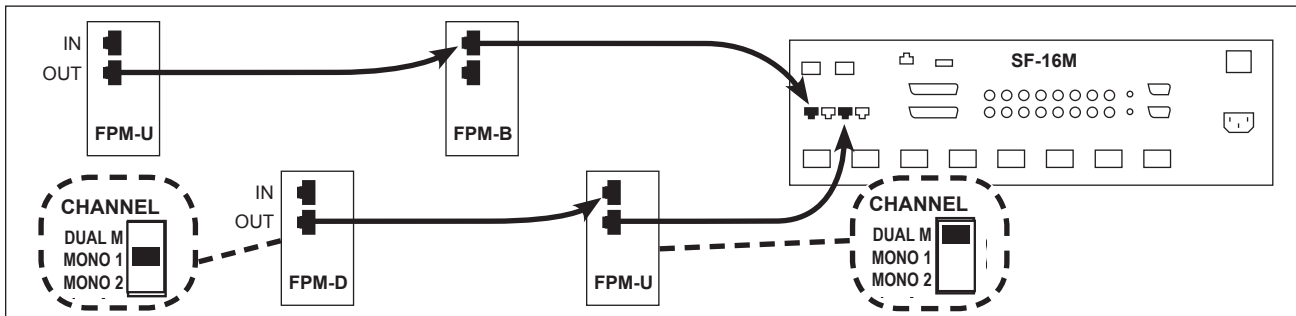 IN
OUT
FPM-U
FPM-B
SF-16M
IN
OUT
FPM-D
FPM-U
CHANNEL
DUAL M
MONO 1
MONO 2
CHANNEL
DUAL M
MONO 1
MONO 2